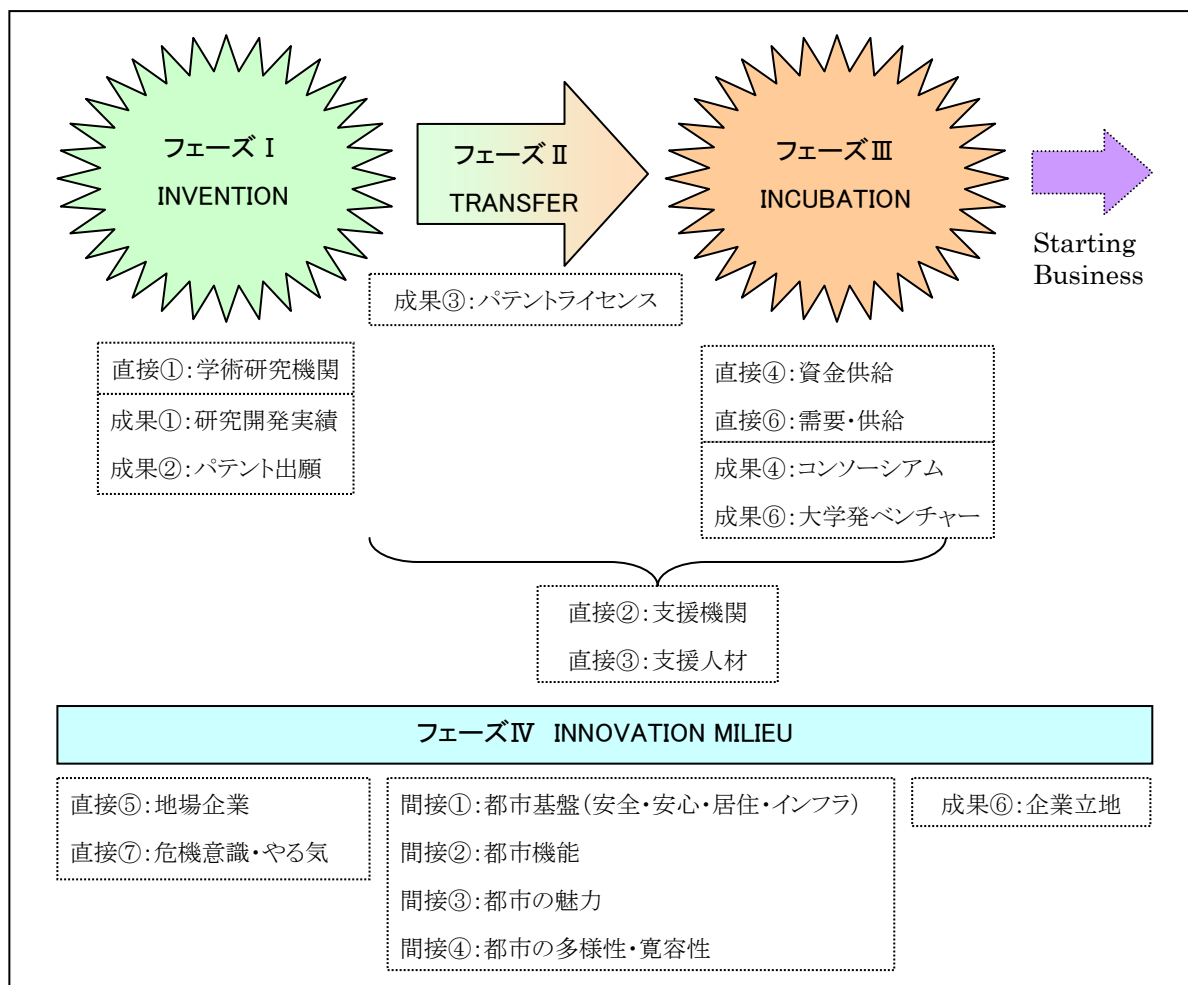 フェーズⅠ
INVENTION
フェーズⅡ
TRANSFER
フェーズⅢ
INCUBATION
Starting
Business
成果③:パテントライセンス
直接①:学術研究機関
成果①:研究開発実績
成果②:パテント出願
直接④:資金供給
直接⑥:需要・供給
成果④:コンソーシアム
成果⑥:大学発ベンチャー
直接②:支援機関
直接③:支援人材
フェーズⅣ INNOVATION MILIEU
直接⑤:地場企業
直接⑦:危機意識・やる気
間接①:都市基盤(安全・安心・居住・インフラ)
間接②:都市機能
間接③:都市の魅力
間接④:都市の多様性・寛容性
成果⑥:企業立地